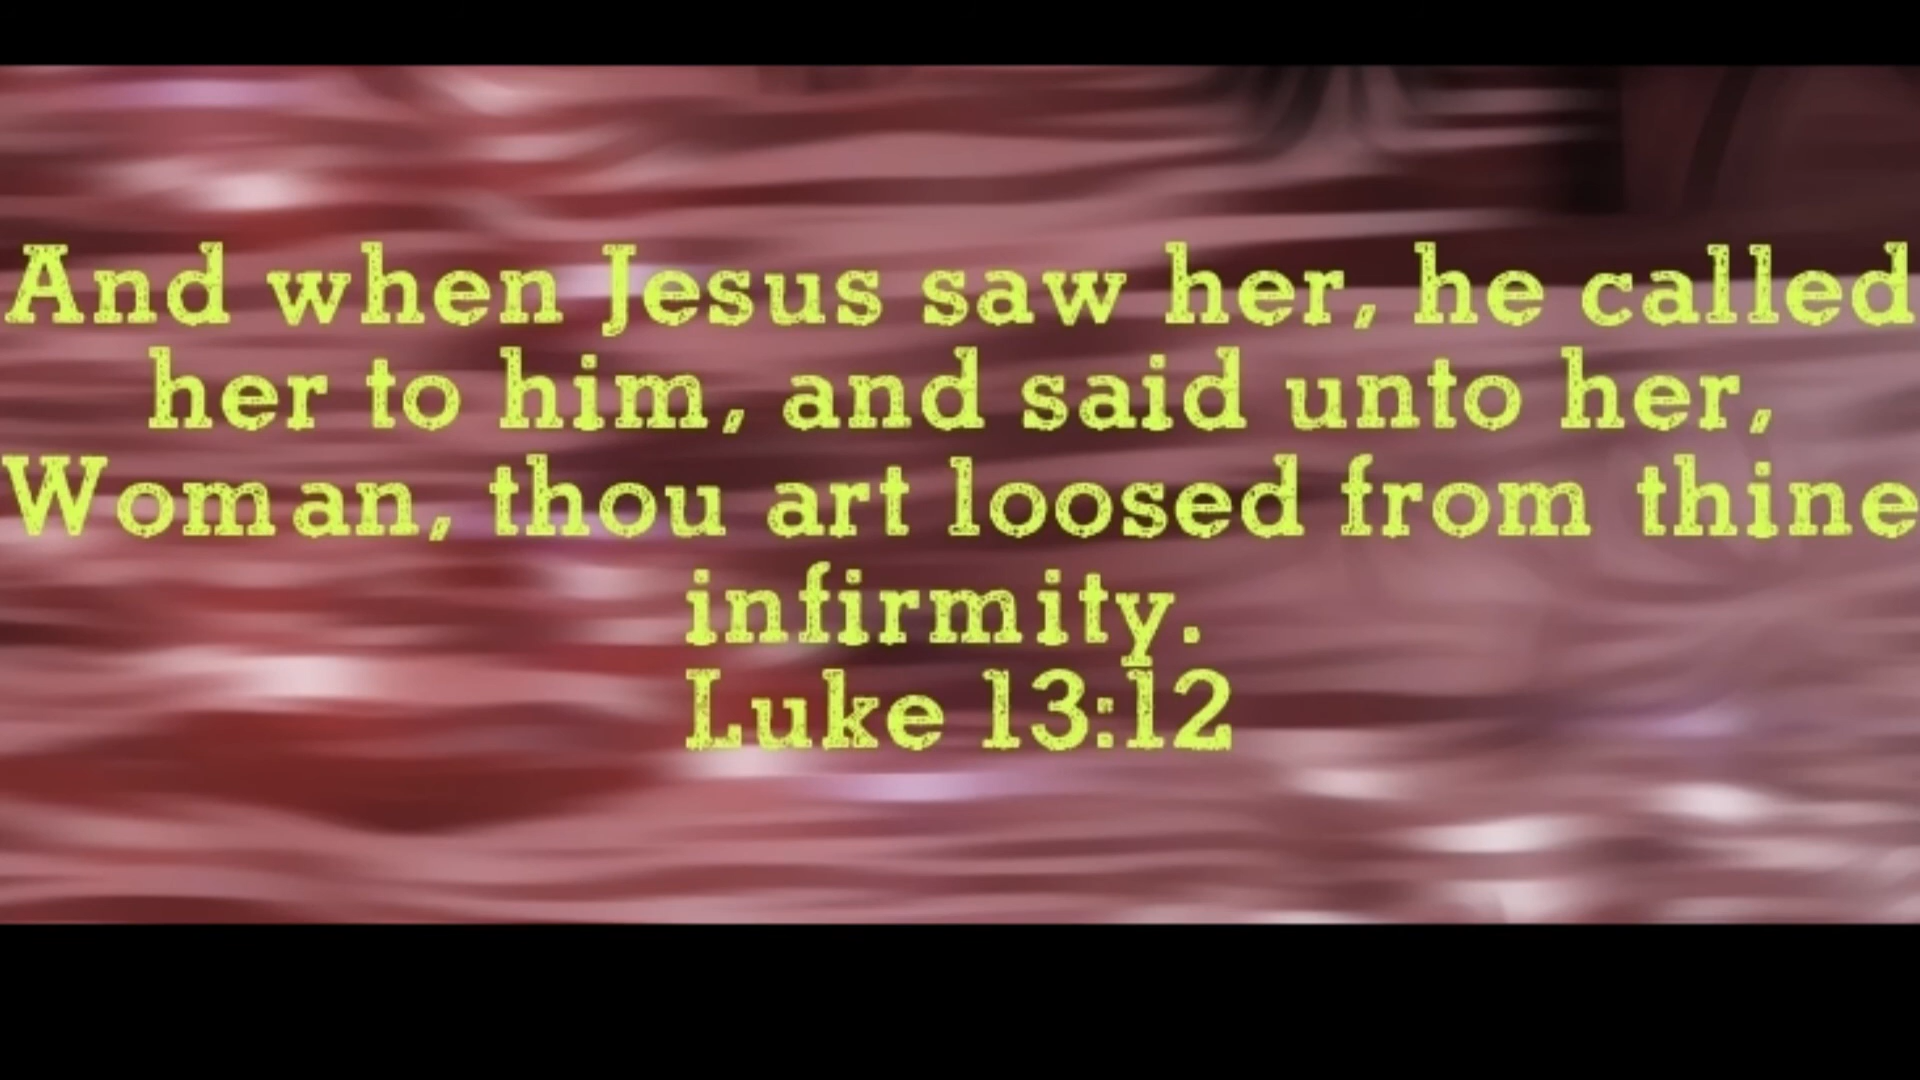 And when Jesus saw her, he called
her to him, and said unto her,
Woman, thou art loosed from thine
infirmity.
Luke 13:12